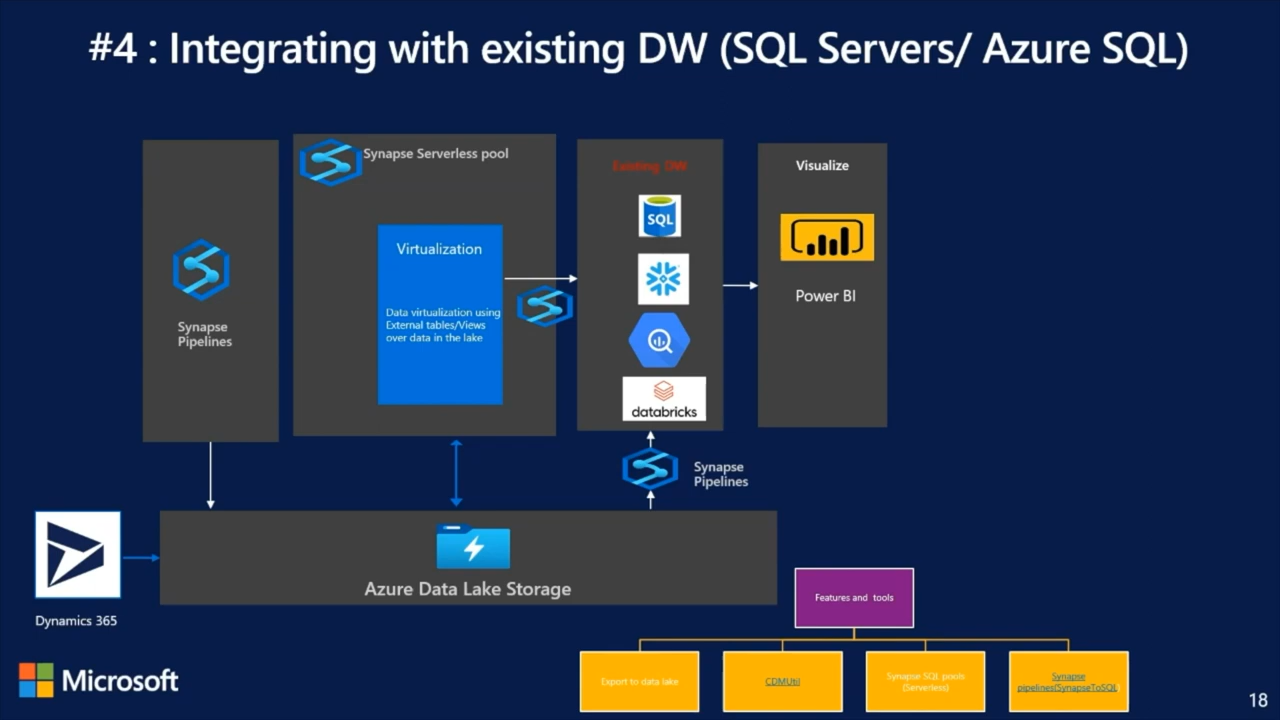 #4 : Integrating with existing DW (SQL Servers/ Azure SQL)
Synapse Serverless pool
Existing DW
Visualize
SQL
Virtualization
Power BI
Data virtualization using
External tables/Views
over data in the lake
Synapse
Pipelines
databricks
Synapse
Pipelines
Azure Data Lake Storage
Dynamics 365
Features and tools
Export to data lake
CDMUtil
Synapse SQL pools
(Serverless)
Synapse
pipelines(SynapseToSQL)
Microsoft
18